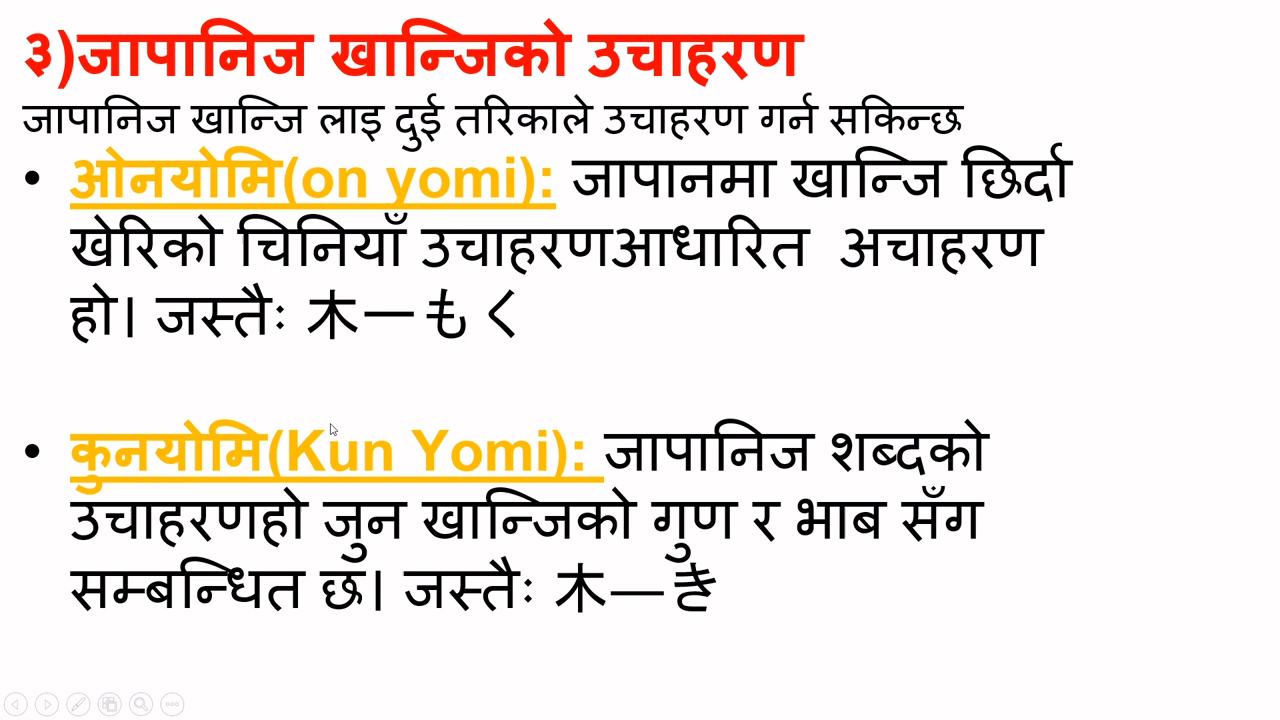 ३)जापानिज खान्जिको उचाहरण
जापानिज खान्जि लाइ दुई तरिकाले उचाहरण गर्न सकिन्छ
• ओनयोमि(on yomi): जापानमा खान्जि छिर्दा
खेरिको चिनियाँ उचाहरणआधारित अचाहरण
हो। जस्तैः 木一もく
• कुनयोमि(Kun Yomi): जापानिज शब्दको
उचाहरणहो जुन खान्जिको गुण र भाब सँग
सम्बन्धित छ। जस्तैः 木—き